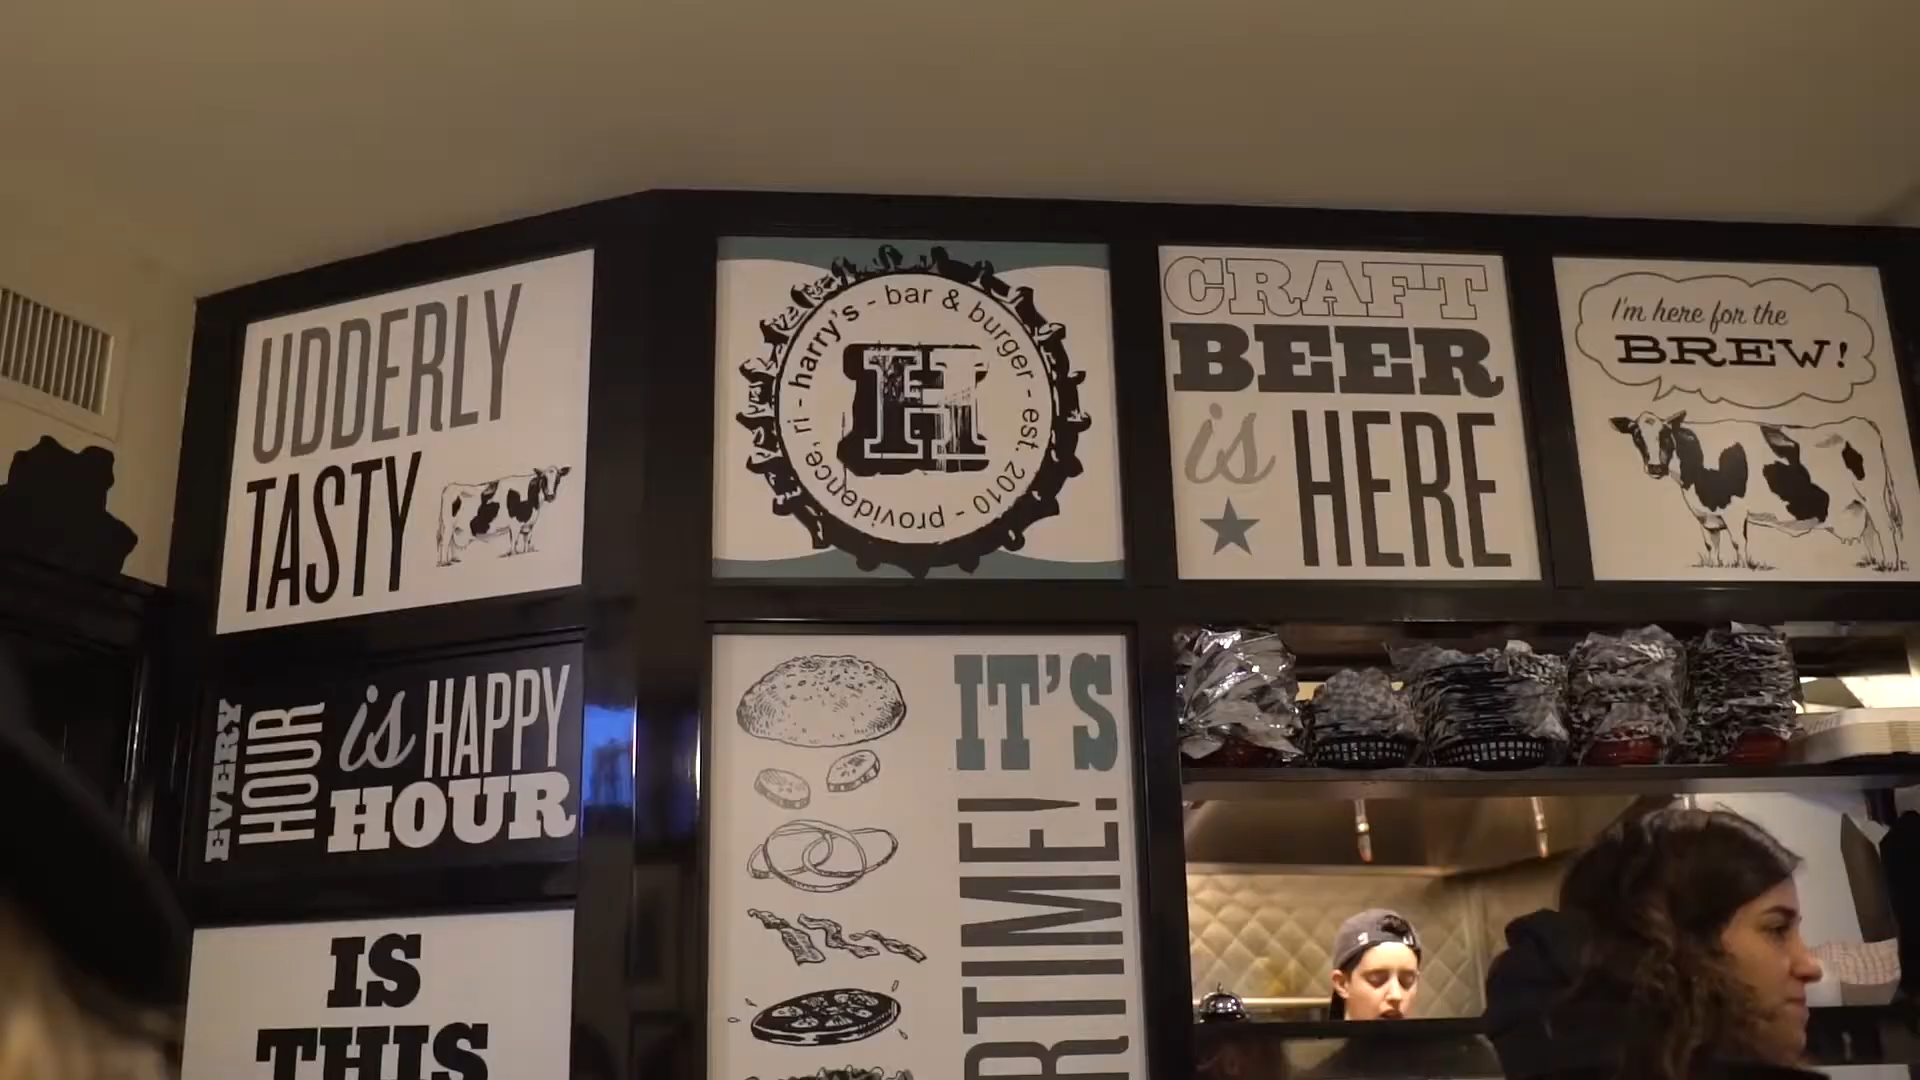 UDDERLY
TASTY
harry's - bar & burger - est. 2010 - providence, ri -
H
CRAFT
BEER
is HERE
I'm here for the
BREW!
EVERY
HOUR
is HAPPY
HOUR
IS
THIS
IT'S